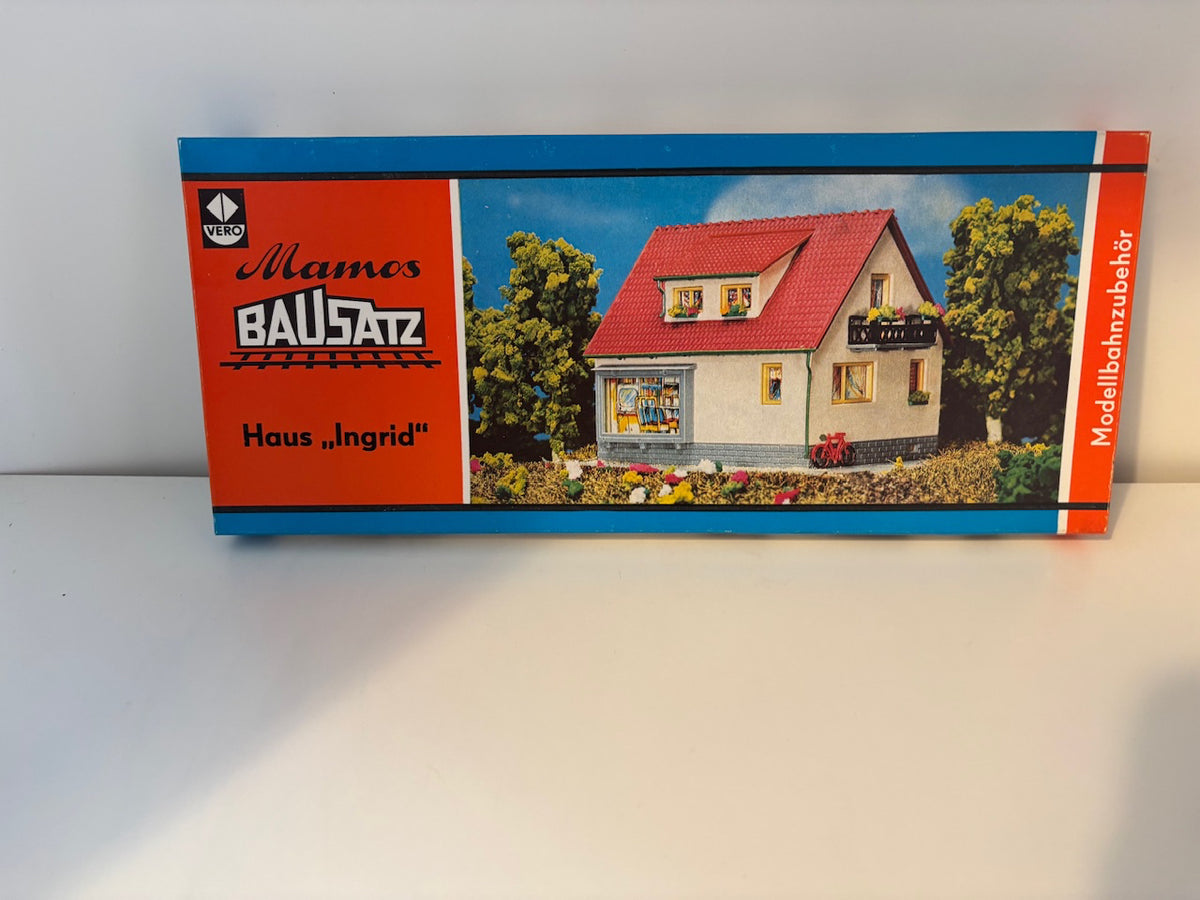 VERO
Mamos
BAUSATZ
Haus „Ingrid“
Modellbahnzubehör